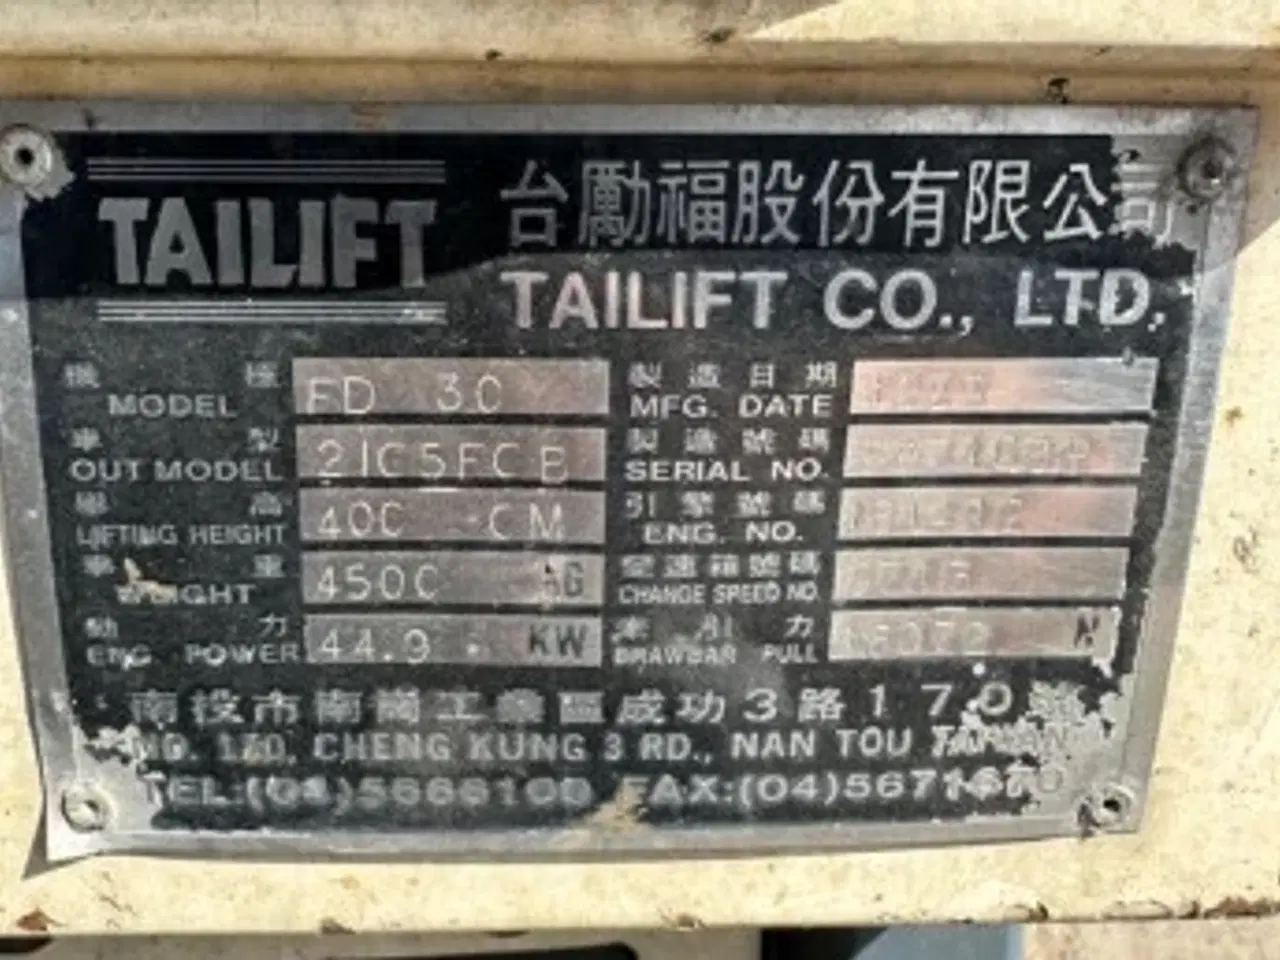 TAILIFT
台勵福股份有限公司
TAILIFT CO., LTD.
機種 MODEL FD 30
車型 OUT MODEL 21C5FCB
揚高 LIFTING HEIGHT 400 CM
車重 WEIGHT 4500 KG
動力 ENG POWER 44.9 KW
製造日期 MFG. DATE
製造號碼 SERIAL NO.
引擎號碼 ENG. NO.
變速箱號碼 CHANGE SPEED NO.
牽引力 DRAWBAR PULL N
南投市南崗工業區成功3路170號
NO. 170, CHENG KUNG 3 RD., NAN TOU TAIWAN
TEL:(04)5666100 FAX:(04)5671670